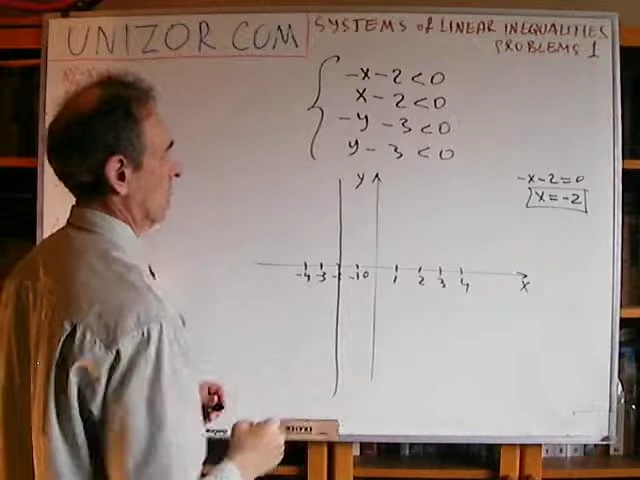 UNIZOR.COM
SYSTEMS of LINEAR INEQUALITIES
PROBLEMS 1
-x-2<0
x-2<0
-y-3<0
y-3<0
y
-x-2=0
x=-2
-4 -3 -1 0 1 2 3 4
x